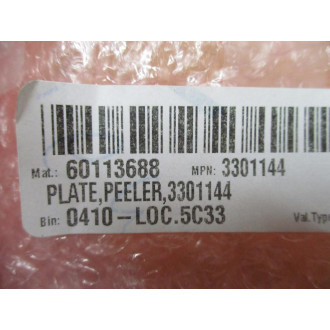 Mat.: 60113688 MPN: 3301144
PLATE,PEELER,3301144
Bin: 0410-LOC.5C33 Val.Type